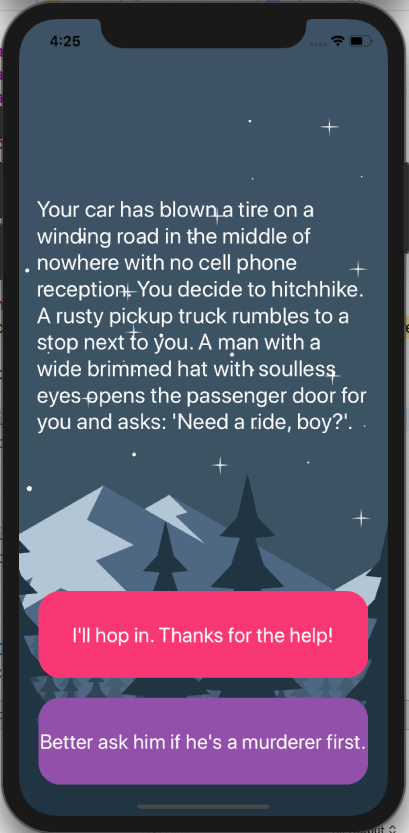 4:25
Your car has blown a tire on a
winding road in the middle of
nowhere with no cell phone
reception. You decide to hitchhike.
A rusty pickup truck rumbles to a
stop next to you. A man with a
wide brimmed hat with soulless
eyes opens the passenger door for
you and asks: 'Need a ride, boy?'.
I'll hop in. Thanks for the help!
Better ask him if he's a murderer first.